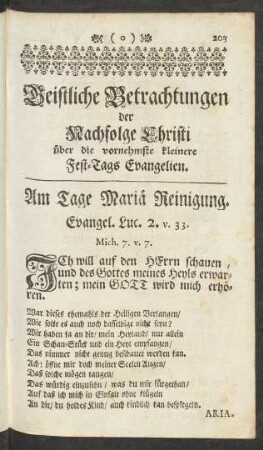 ( o ) 203
Geistliche Betrachtungen
der
Nachfolge Christi
über die vornehmste kleinere
Fest-Tags Evangelien.
Am Tage Mariä Reinigung.
Evangel. Luc. 2. v. 33.
Mich. 7. v. 7.
ICh will auf den HErrn schauen /
und des Gottes meines Heyls erwar-
ten; mein GOTT wird mich erhö-
ren.
War dieses ehemahls der Heiligen Verlangen /
Wie solte es auch noch dasselbige nicht seyn?
Wir haben ja an dir / mein Heyland / nur allein
Ein Schau-Stück und ein Heyl empfangen /
Das nimmer nicht genug beschauet werden kan.
Ach! öffne mir doch meiner Seelen Augen /
Daß solche mögen taugen /
Das würdig einzusehn / was du mir fürgethan /
Auf daß ich mich in Einfalt ohne klügeln
An dir / du holdes Kind / auch kindlich kan bespiegeln.
ARIA.